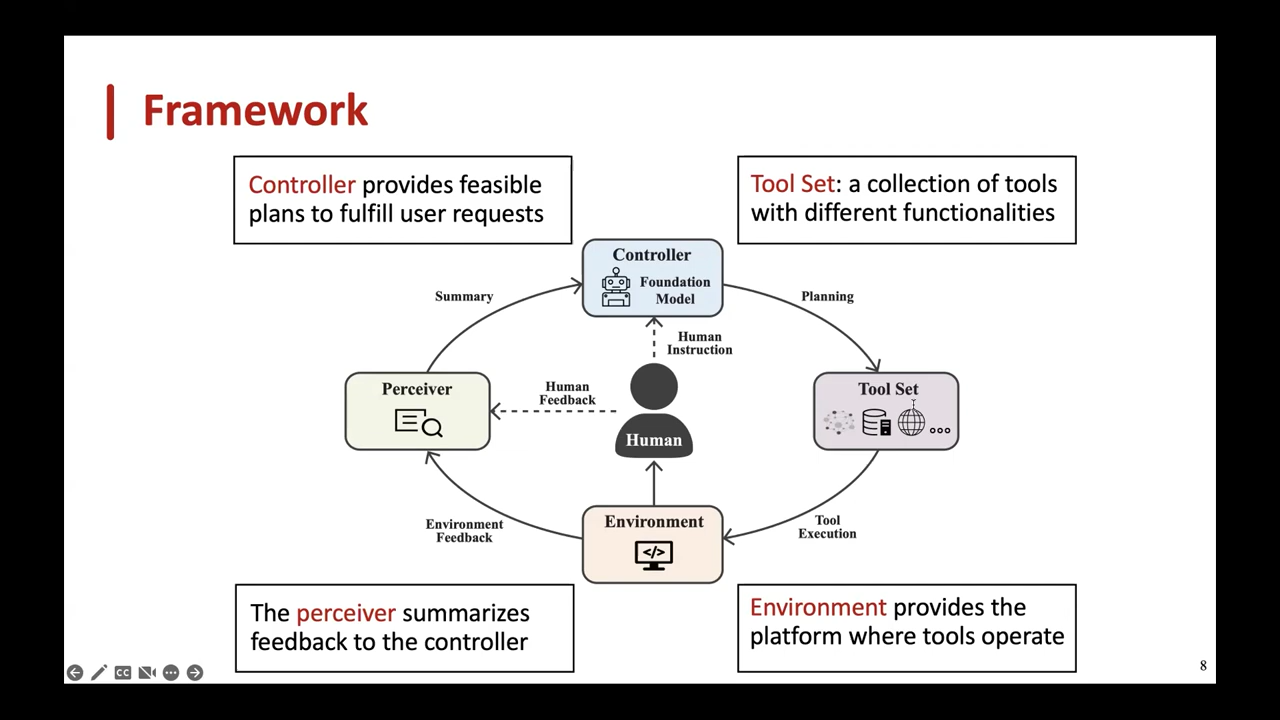 Framework
Controller provides feasible
plans to fulfill user requests
Tool Set: a collection of tools
with different functionalities
Controller
Foundation
Model
Summary
Planning
Human
Instruction
Perceiver
Human
Feedback
Tool Set
Human
Environment
Feedback
Environment
</>
Tool
Execution
The perceiver summarizes
feedback to the controller
Environment provides the
platform where tools operate
CC
8